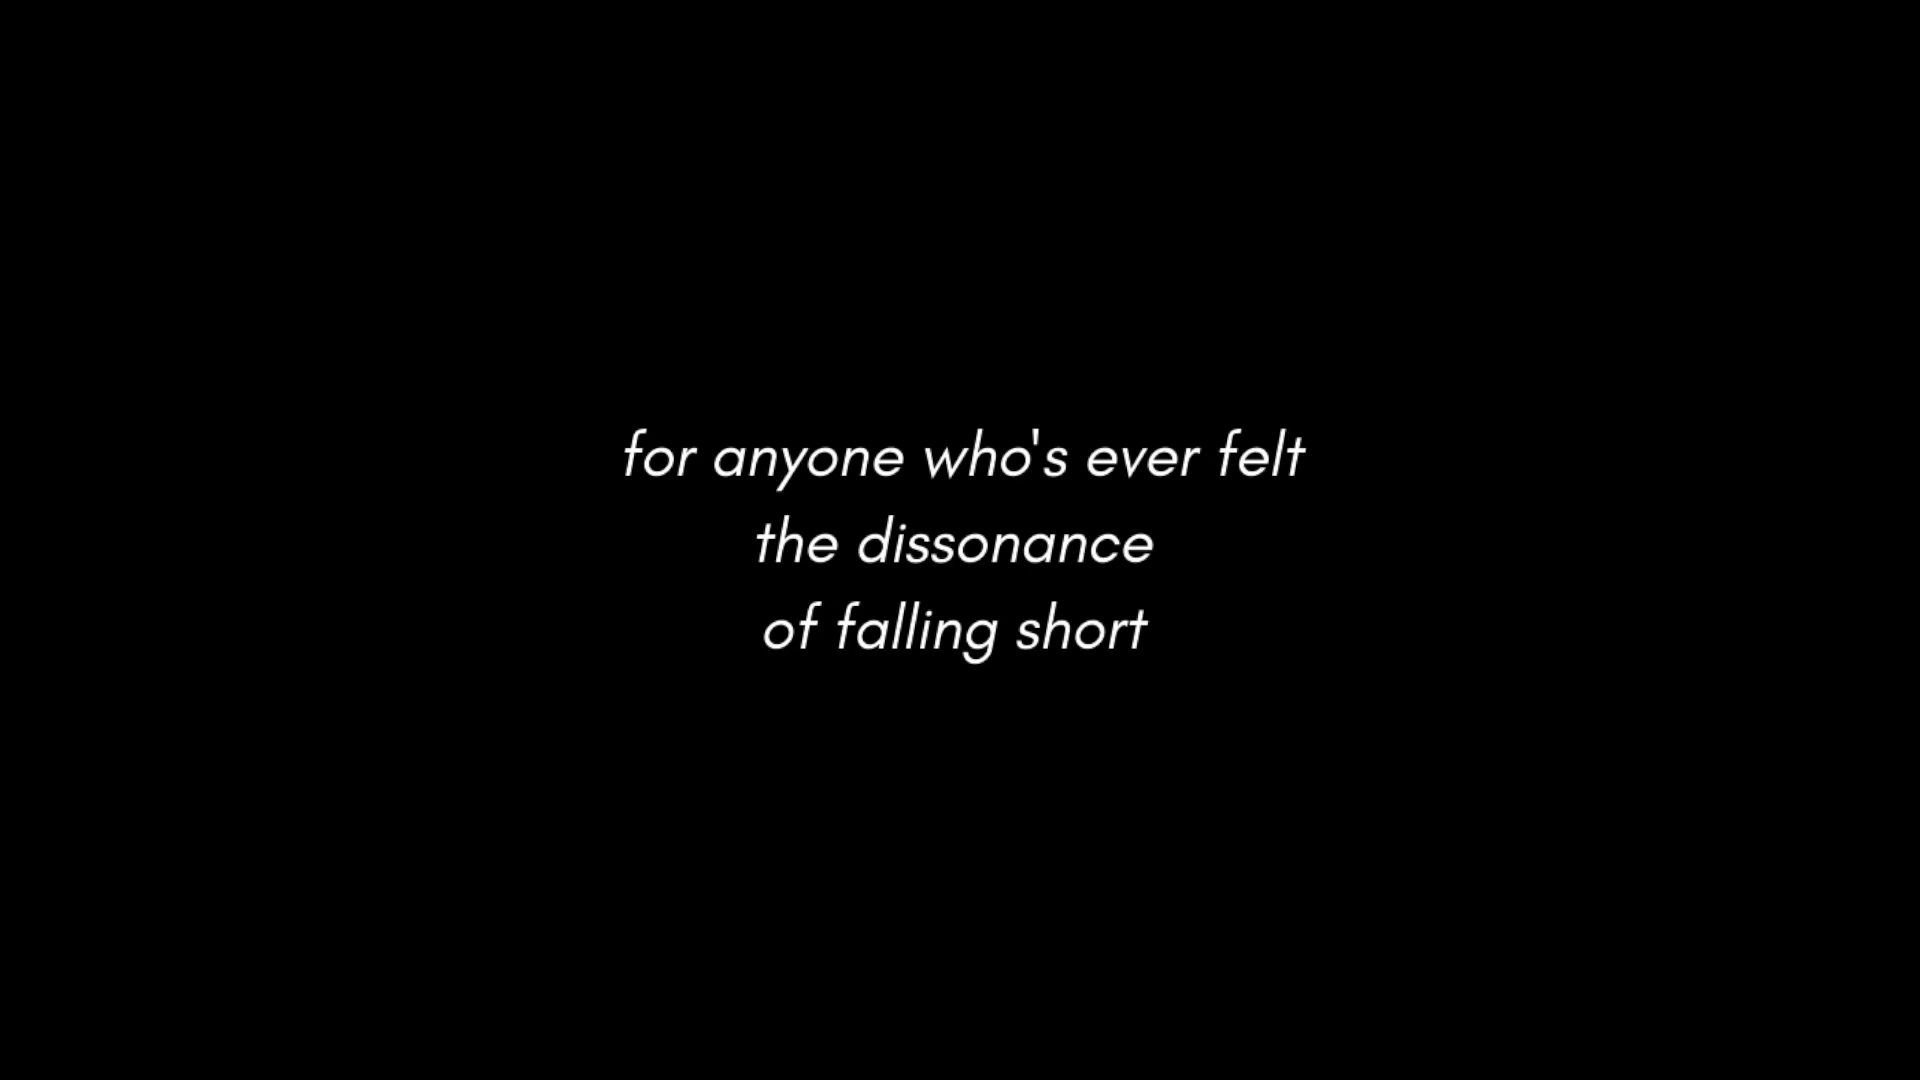 for anyone who's ever felt
the dissonance
of falling short